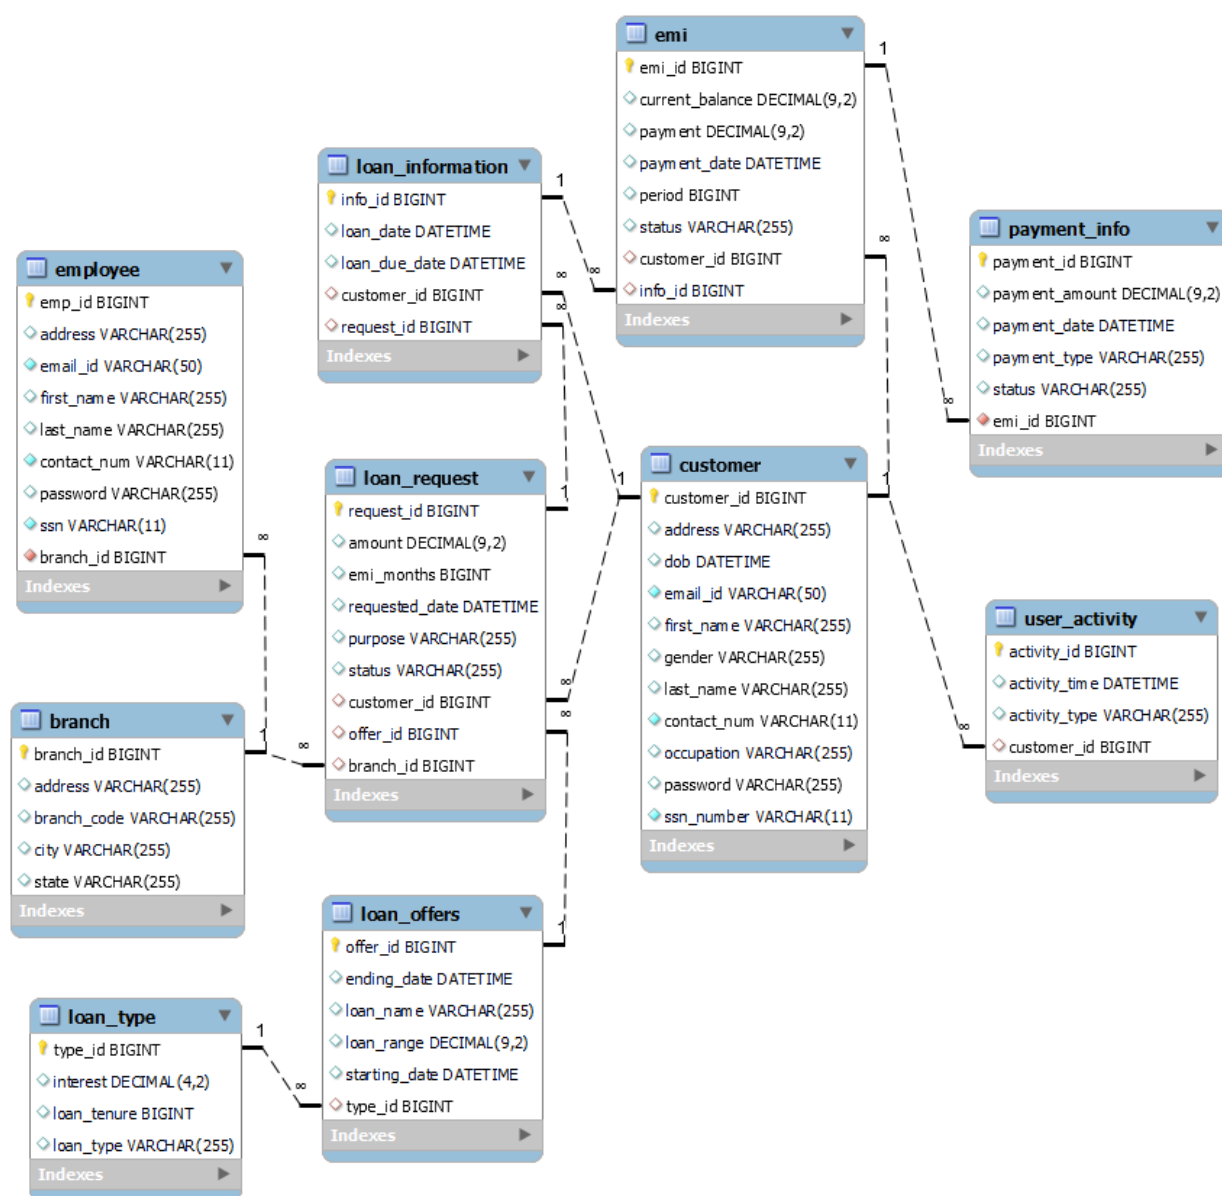 emi
emi_id BIGINT
current_balance DECIMAL(9,2)
payment DECIMAL(9,2)
payment_date DATETIME
period BIGINT
status VARCHAR(255)
customer_id BIGINT
info_id BIGINT
Indexes
1
∞
loan_information
info_id BIGINT
loan_date DATETIME
loan_due_date DATETIME
customer_id BIGINT
request_id BIGINT
Indexes
1
∞
∞
∞
payment_info
payment_id BIGINT
payment_amount DECIMAL(9,2)
payment_date DATETIME
payment_type VARCHAR(255)
status VARCHAR(255)
emi_id BIGINT
Indexes
∞
employee
emp_id BIGINT
address VARCHAR(255)
email_id VARCHAR(50)
first_name VARCHAR(255)
last_name VARCHAR(255)
contact_num VARCHAR(11)
password VARCHAR(255)
ssn VARCHAR(11)
branch_id BIGINT
Indexes
∞
loan_request
request_id BIGINT
amount DECIMAL(9,2)
emi_months BIGINT
requested_date DATETIME
purpose VARCHAR(255)
status VARCHAR(255)
customer_id BIGINT
offer_id BIGINT
branch_id BIGINT
Indexes
1
∞
∞
∞
customer
customer_id BIGINT
address VARCHAR(255)
dob DATETIME
email_id VARCHAR(50)
first_name VARCHAR(255)
gender VARCHAR(255)
last_name VARCHAR(255)
contact_num VARCHAR(11)
occupation VARCHAR(255)
password VARCHAR(255)
ssn_number VARCHAR(11)
Indexes
1
1
user_activity
activity_id BIGINT
activity_time DATETIME
activity_type VARCHAR(255)
customer_id BIGINT
Indexes
∞
branch
branch_id BIGINT
address VARCHAR(255)
branch_code VARCHAR(255)
city VARCHAR(255)
state VARCHAR(255)
Indexes
1
loan_offers
offer_id BIGINT
ending_date DATETIME
loan_name VARCHAR(255)
loan_range DECIMAL(9,2)
starting_date DATETIME
type_id BIGINT
Indexes
1
∞
loan_type
type_id BIGINT
interest DECIMAL(4,2)
loan_tenure BIGINT
loan_type VARCHAR(255)
Indexes
1